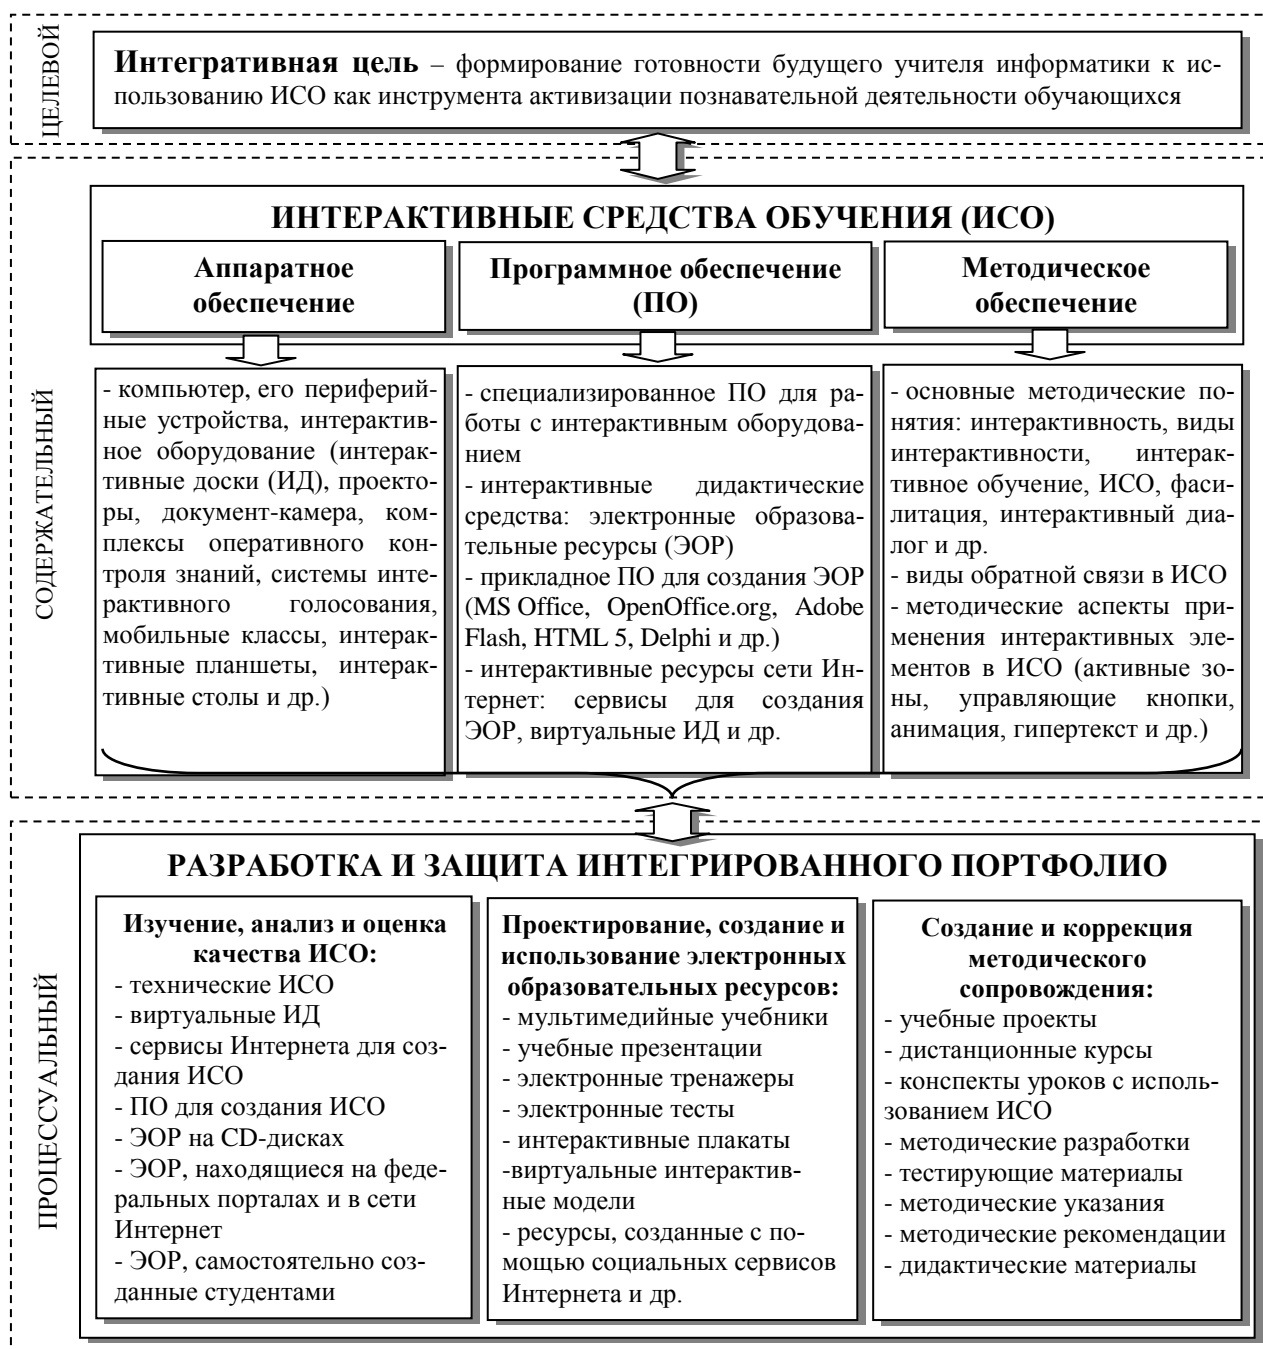 ЦЕЛЕВОЙ
Интегративная цель – формирование готовности будущего учителя информатики к ис-
пользованию ИСО как инструмента активизации познавательной деятельности обучающихся
СОДЕРЖАТЕЛЬНЫЙ
ИНТЕРАКТИВНЫЕ СРЕДСТВА ОБУЧЕНИЯ (ИСО)
Аппаратное
обеспечение
- компьютер, его периферий-
ные устройства, интерактив-
ное оборудование (интерак-
тивные доски (ИД), проекто-
ры, документ-камера, ком-
плексы оперативного кон-
троля знаний, системы инте-
рактивного голосования,
мобильные классы, интерак-
тивные планшеты, интерак-
тивные столы и др.)
Программное обеспечение
(ПО)
- специализированное ПО для ра-
боты с интерактивным оборудова-
нием
- интерактивные дидактические
средства: электронные образова-
тельные ресурсы (ЭОР)
- прикладное ПО для создания ЭОР
(MS Office, OpenOffice.org, Adobe
Flash, HTML 5, Delphi и др.)
- интерактивные ресурсы сети Ин-
тернет: сервисы для создания
ЭОР, виртуальные ИД и др.
Методическое
обеспечение
- основные методические по-
нятия: интерактивность, виды
интерактивности, интерак-
тивное обучение, ИСО, фаси-
литация, интерактивный диа-
лог и др.
- виды обратной связи в ИСО
- методические аспекты при-
менения интерактивных эле-
ментов в ИСО (активные зо-
ны, управляющие кнопки,
анимация, гипертекст и др.)
ПРОЦЕССУАЛЬНЫЙ
РАЗРАБОТКА И ЗАЩИТА ИНТЕГРИРОВАННОГО ПОРТФОЛИО
Изучение, анализ и оценка
качества ИСО:
- технические ИСО
- виртуальные ИД
- сервисы Интернета для соз-
дания ИСО
- ПО для создания ИСО
- ЭОР на CD-дисках
- ЭОР, находящиеся на феде-
ральных порталах и в сети
Интернет
- ЭОР, самостоятельно соз-
данные студентами
Проектирование, создание и
использование электронных
образовательных ресурсов:
- мультимедийные учебники
- учебные презентации
- электронные тренажеры
- электронные тесты
- интерактивные плакаты
-виртуальные интерактив-
ные модели
- ресурсы, созданные с по-
мощью социальных сервисов
Интернета и др.
Создание и коррекция
методического
сопровождения:
- учебные проекты
- дистанционные курсы
- конспекты уроков с исполь-
зованием ИСО
- методические разработки
- тестирующие материалы
- методические указания
- методические рекомендации
- дидактические материалы